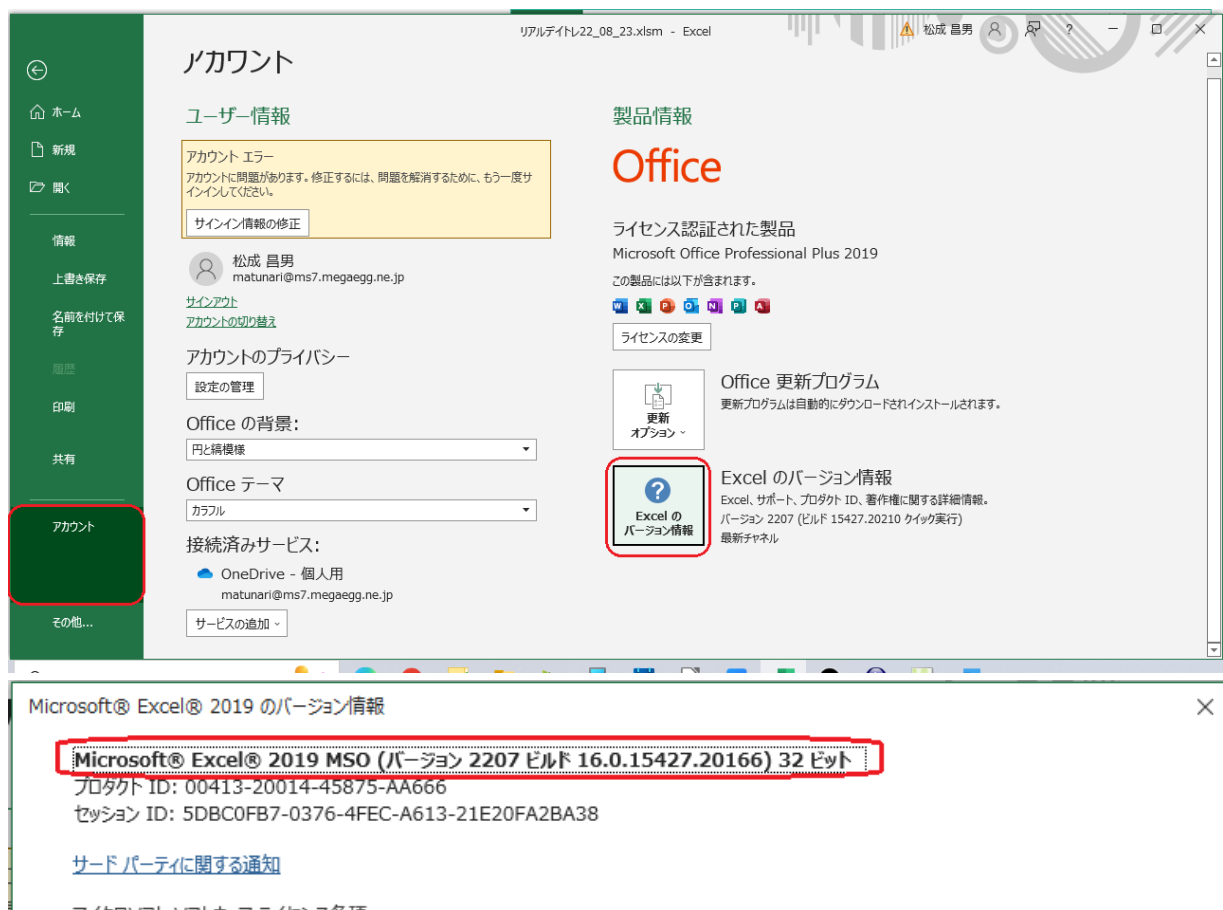 リアルデイトレ22_08_23.xlsm - Excel
松成 昌男
?
アカウント
ホーム
新規
開く
情報
上書き保存
名前を付けて保
存
履歴
印刷
共有
アカウント
その他...
ユーザー情報
アカウント エラー
アカウントに問題があります。修正するには、問題を解消するために、もう一度サ
インインしてください。
サインイン情報の修正
松成 昌男
matunari@ms7.megaegg.ne.jp
サインアウト
アカウントの切り替え
アカウントのプライバシー
設定の管理
Office の背景:
円と縞模様
Office テーマ
カラフル
接続済みサービス:
OneDrive - 個人用
matunari@ms7.megaegg.ne.jp
サービスの追加
製品情報
Office
ライセンス認証された製品
Microsoft Office Professional Plus 2019
この製品には以下が含まれます。
ライセンスの変更
更新
オプション
Office 更新プログラム
更新プログラムは自動的にダウンロードされインストールされます。
Excel の
バージョン情報
Excel のバージョン情報
Excel、サポート、プロダクト ID、著作権に関する詳細情報。
バージョン 2207 (ビルド 15427.20210 クイック実行)
最新チャネル
Microsoft® Excel® 2019 のバージョン情報
Microsoft® Excel® 2019 MSO (バージョン 2207 ビルド 16.0.15427.20166) 32 ビット
プロダクト ID: 00413-20014-45875-AA666
セッション ID: 5DBC0FB7-0376-4FEC-A613-21E20FA2BA38
サード パーティに関する通知